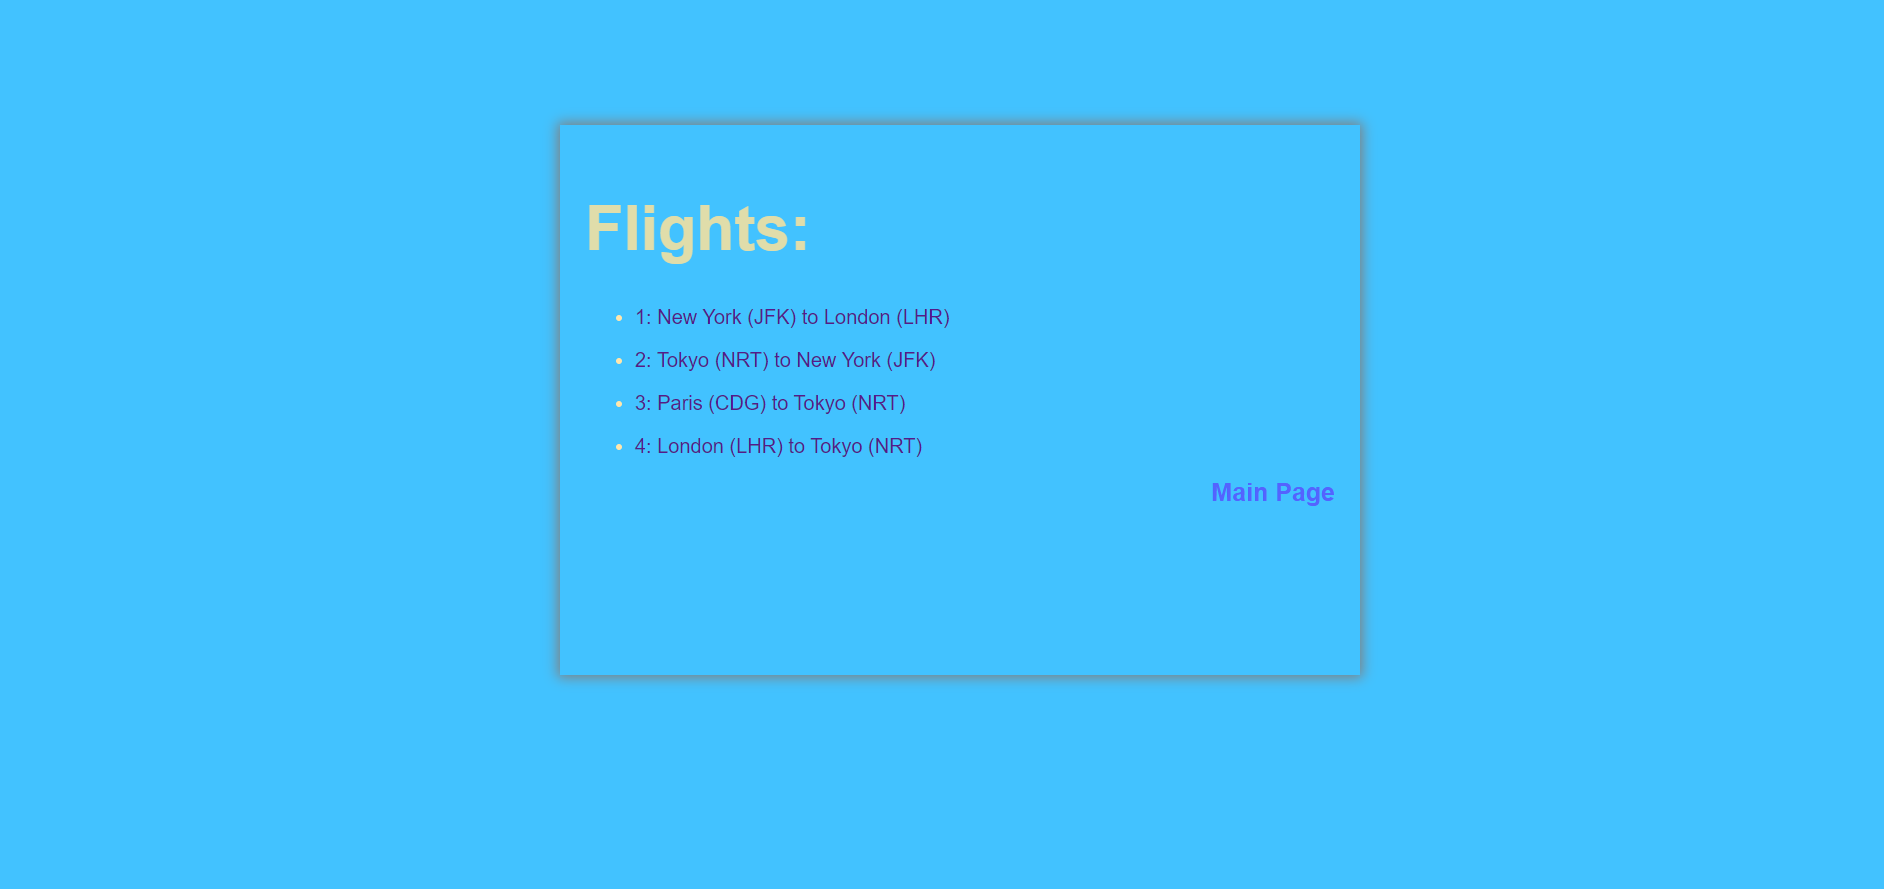 Flights:
1: New York (JFK) to London (LHR)
2: Tokyo (NRT) to New York (JFK)
3: Paris (CDG) to Tokyo (NRT)
4: London (LHR) to Tokyo (NRT)
Main Page